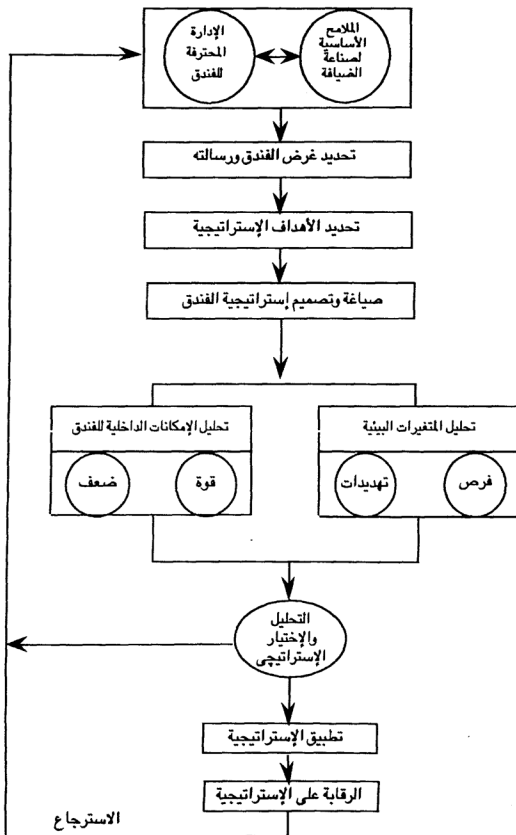 الملامح
الأساسية
لصناعة
الضيافة
الإدارة
المحترفة
للفندق
تحديد غرض الفندق ورسالته
تحديد الأهداف الإستراتيجية
صياغة وتصميم إستراتيجية الفندق
تحليل المتغيرات البيئية
فرص
تهديدات
تحليل الإمكانات الداخلية للفندق
قوة
ضعف
التحليل
والإختيار
الإستراتيچى
تطبيق الإستراتيجية
الرقابة على الإستراتيجية
الاسترجاع